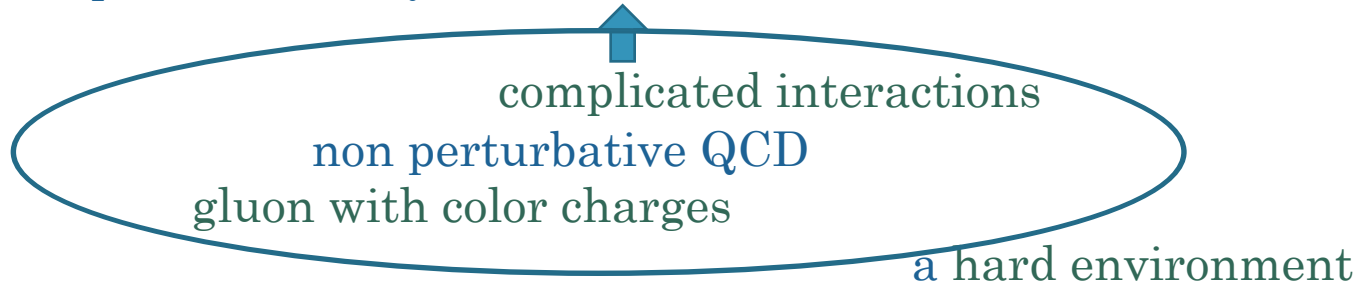 complicated interactions
non perturbative QCD
gluon with color charges
a hard environment